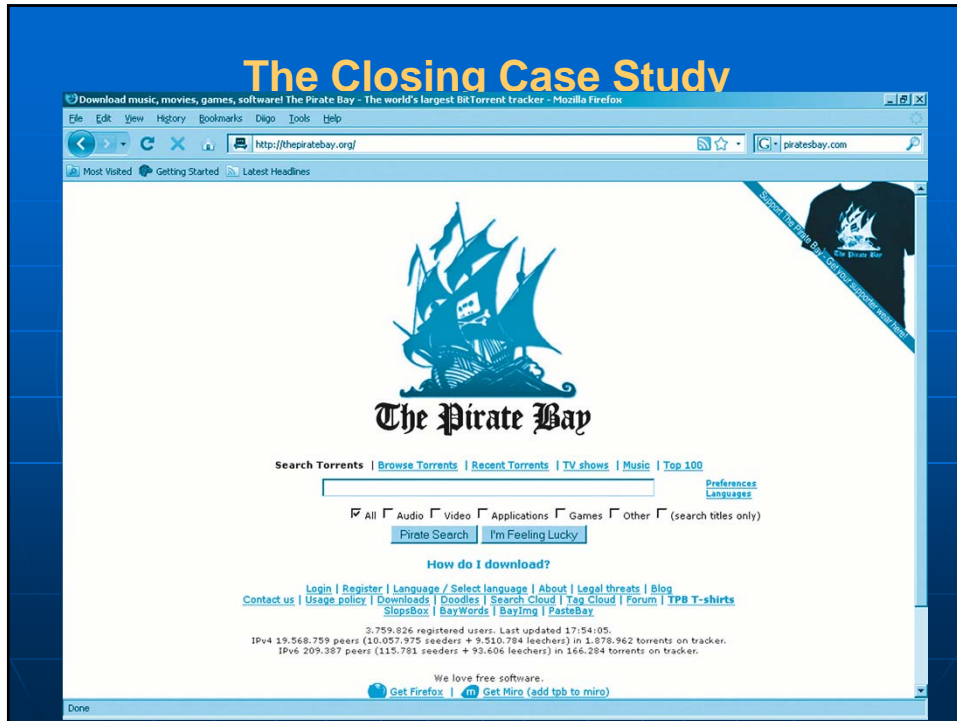 The Closing Case Study
Download music, movies, games, software! The Pirate Bay - The world's largest BitTorrent tracker - Mozilla Firefox
File Edit View History Bookmarks Diigo Tools Help
http://thepiratebay.org/ G piratesbay.com
Most Visited Getting Started Latest Headlines
Support The Pirate Bay - Get your supporter wear here!
The Pirate Bay
The Pirate Bay
Search Torrents | Browse Torrents | Recent Torrents | TV shows | Music | Top 100
Preferences
Languages
All Audio Video Applications Games Other (search titles only)
Pirate Search I'm Feeling Lucky
How do I download?
Login | Register | Language / Select language | About | Legal threats | Blog
Contact us | Usage policy | Downloads | Doodles | Search Cloud | Tag Cloud | Forum | TPB T-shirts
SlopsBox | BayWords | BayImg | PasteBay
3.759.826 registered users. Last updated 17:54:05.
IPv4 19.568.759 peers (10.057.975 seeders + 9.510.784 leechers) in 1.878.962 torrents on tracker.
IPv6 209.387 peers (115.781 seeders + 93.606 leechers) in 166.284 torrents on tracker.
We love free software.
Get Firefox | m Get Miro (add tpb to miro)
Done